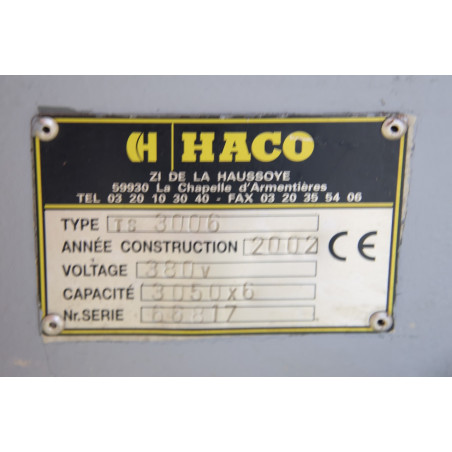 H HACO
ZI DE LA HAUSSOYE
59930 La Chapelle d'Armentières
TEL 03 20 10 30 40 - FAX 03 20 35 54 06
TYPE TS 3006
ANNÉE CONSTRUCTION 2002 CE
VOLTAGE 380v
CAPACITÉ 3050x6
Nr. SERIE 66817